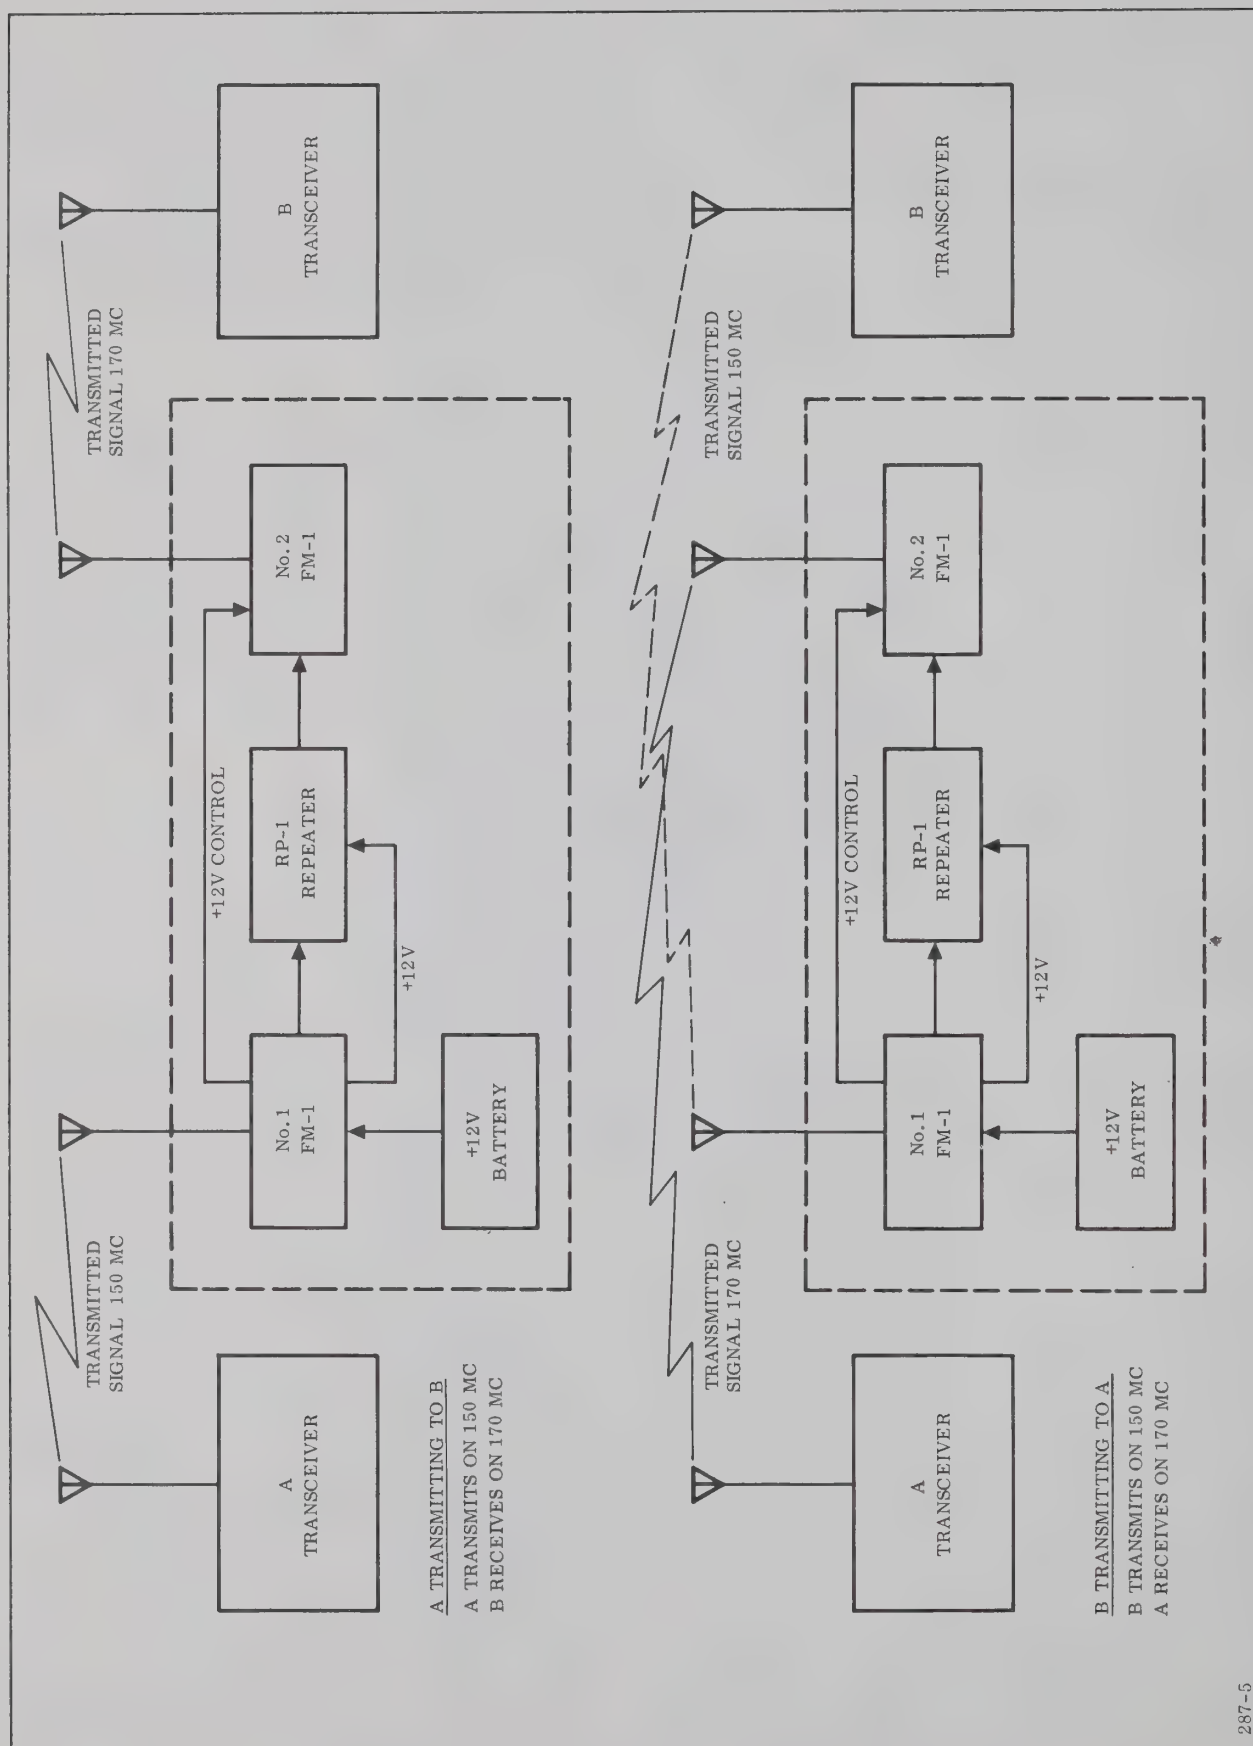 TRANSMITTED
SIGNAL 150 MC
TRANSMITTED
SIGNAL 170 MC
A
TRANSCEIVER
No. 1
FM-1
+12V CONTROL
RP-1
REPEATER
No. 2
FM-1
B
TRANSCEIVER
+12V
+12V
BATTERY
A TRANSMITTING TO B
A TRANSMITS ON 150 MC
B RECEIVES ON 170 MC
TRANSMITTED
SIGNAL 170 MC
TRANSMITTED
SIGNAL 150 MC
A
TRANSCEIVER
No. 1
FM-1
+12V CONTROL
RP-1
REPEATER
No. 2
FM-1
B
TRANSCEIVER
+12V
+12V
BATTERY
B TRANSMITTING TO A
B TRANSMITS ON 150 MC
A RECEIVES ON 170 MC
287-5